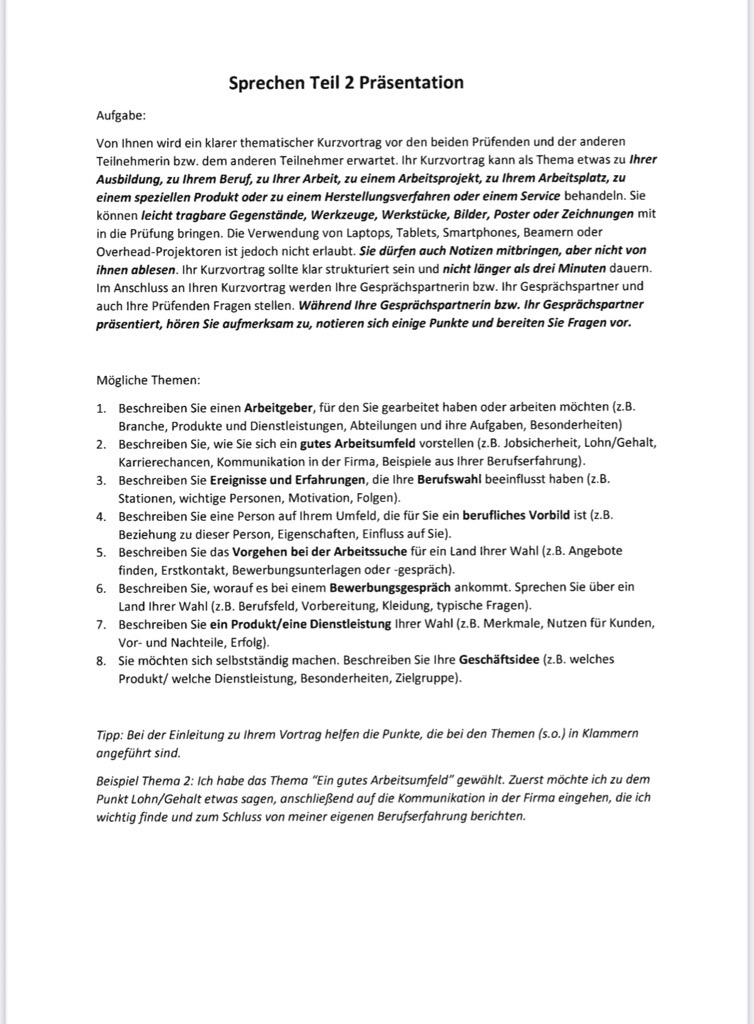 Sprechen Teil 2 Präsentation
Aufgabe:
Von Ihnen wird ein klarer thematischer Kurzvortrag vor den beiden Prüfenden und der anderen
Teilnehmerin bzw. dem anderen Teilnehmer erwartet. Ihr Kurzvortrag kann als Thema etwas zu Ihrer
Ausbildung, zu Ihrem Beruf, zu Ihrer Arbeit, zu einem Arbeitsprojekt, zu Ihrem Arbeitsplatz, zu
einem speziellen Produkt oder zu einem Herstellungsverfahren oder einem Service behandeln. Sie
können leicht tragbare Gegenstände, Werkzeuge, Werkstücke, Bilder, Poster oder Zeichnungen mit
in die Prüfung bringen. Die Verwendung von Laptops, Tablets, Smartphones, Beamern oder
Overhead-Projektoren ist jedoch nicht erlaubt. Sie dürfen auch Notizen mitbringen, aber nicht von
ihnen ablesen. Ihr Kurzvortrag sollte klar strukturiert sein und nicht länger als drei Minuten dauern.
Im Anschluss an Ihren Kurzvortrag werden Ihre Gesprächspartnerin bzw. Ihr Gesprächspartner und
auch Ihre Prüfenden Fragen stellen. Während Ihre Gesprächspartnerin bzw. Ihr Gesprächspartner
präsentiert, hören Sie aufmerksam zu, notieren sich einige Punkte und bereiten Sie Fragen vor.
Mögliche Themen:
1. Beschreiben Sie einen Arbeitgeber, für den Sie gearbeitet haben oder arbeiten möchten (z.B.
Branche, Produkte und Dienstleistungen, Abteilungen und ihre Aufgaben, Besonderheiten)
2. Beschreiben Sie, wie Sie sich ein gutes Arbeitsumfeld vorstellen (z.B. Jobsicherheit, Lohn/Gehalt,
Karrierechancen, Kommunikation in der Firma, Beispiele aus Ihrer Berufserfahrung).
3. Beschreiben Sie Ereignisse und Erfahrungen, die Ihre Berufswahl beeinflusst haben (z.B.
Stationen, wichtige Personen, Motivation, Folgen).
4. Beschreiben Sie eine Person auf Ihrem Umfeld, die für Sie ein berufliches Vorbild ist (z.B.
Beziehung zu dieser Person, Eigenschaften, Einfluss auf Sie).
5. Beschreiben Sie das Vorgehen bei der Arbeitssuche für ein Land Ihrer Wahl (z.B. Angebote
finden, Erstkontakt, Bewerbungsunterlagen oder -gespräch).
6. Beschreiben Sie, worauf es bei einem Bewerbungsgespräch ankommt. Sprechen Sie über ein
Land Ihrer Wahl (z.B. Berufsfeld, Vorbereitung, Kleidung, typische Fragen).
7. Beschreiben Sie ein Produkt/eine Dienstleistung Ihrer Wahl (z.B. Merkmale, Nutzen für Kunden,
Vor- und Nachteile, Erfolg).
8. Sie möchten sich selbstständig machen. Beschreiben Sie Ihre Geschäftsidee (z.B. welches
Produkt/ welche Dienstleistung, Besonderheiten, Zielgruppe).
Tipp: Bei der Einleitung zu Ihrem Vortrag helfen die Punkte, die bei den Themen (s.o.) in Klammern
angeführt sind.
Beispiel Thema 2: Ich habe das Thema "Ein gutes Arbeitsumfeld" gewählt. Zuerst möchte ich zu dem
Punkt Lohn/Gehalt etwas sagen, anschließend auf die Kommunikation in der Firma eingehen, die ich
wichtig finde und zum Schluss von meiner eigenen Berufserfahrung berichten.